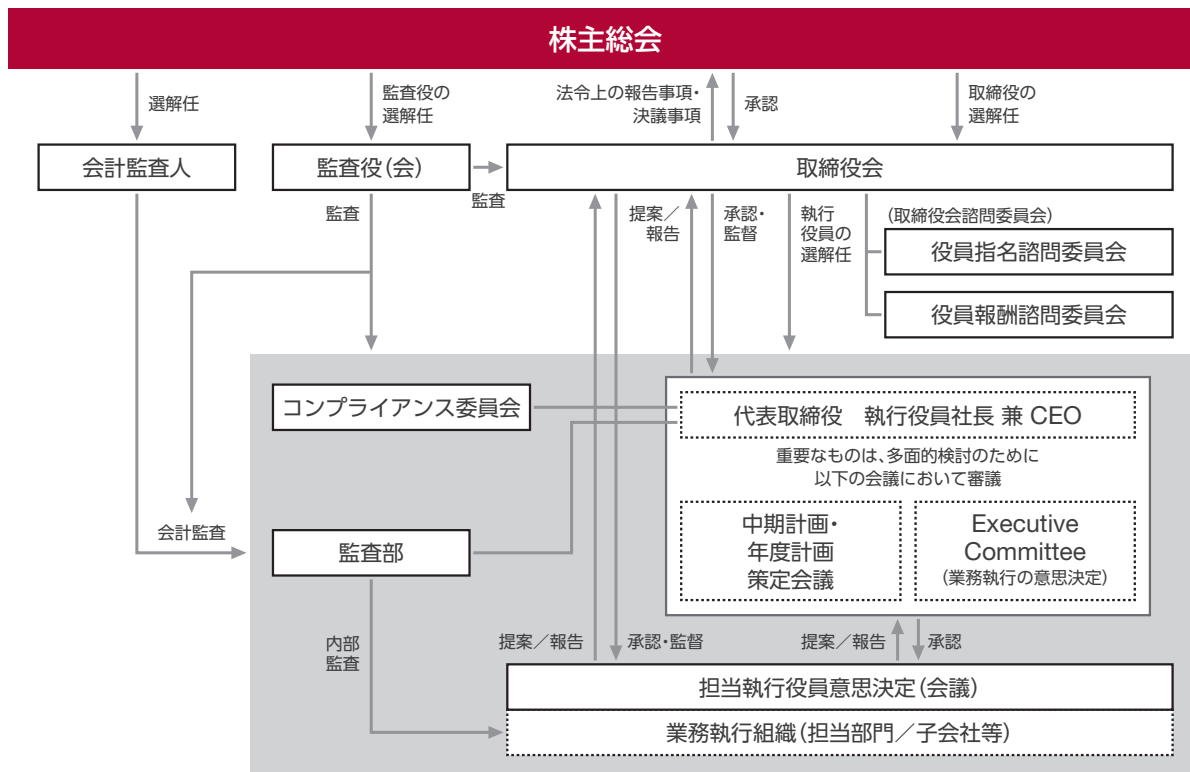 株主総会
選解任
監査役の
選解任
法令上の報告事項・
決議事項
承認
取締役の
選解任
会計監査人
監査役(会)
監査
取締役会
監査
提案／
報告
承認・
監督
執行
役員の
選解任
(取締役会諮問委員会)
役員指名諮問委員会
役員報酬諮問委員会
コンプライアンス委員会
代表取締役　執行役員社長 兼 CEO
重要なものは、多面的検討のために
以下の会議において審議
中期計画・
年度計画
策定会議
Executive
Committee
(業務執行の意思決定)
会計監査
監査部
内部
監査
提案／報告
承認・監督
提案／報告
承認
担当執行役員意思決定(会議)
業務執行組織(担当部門／子会社等)